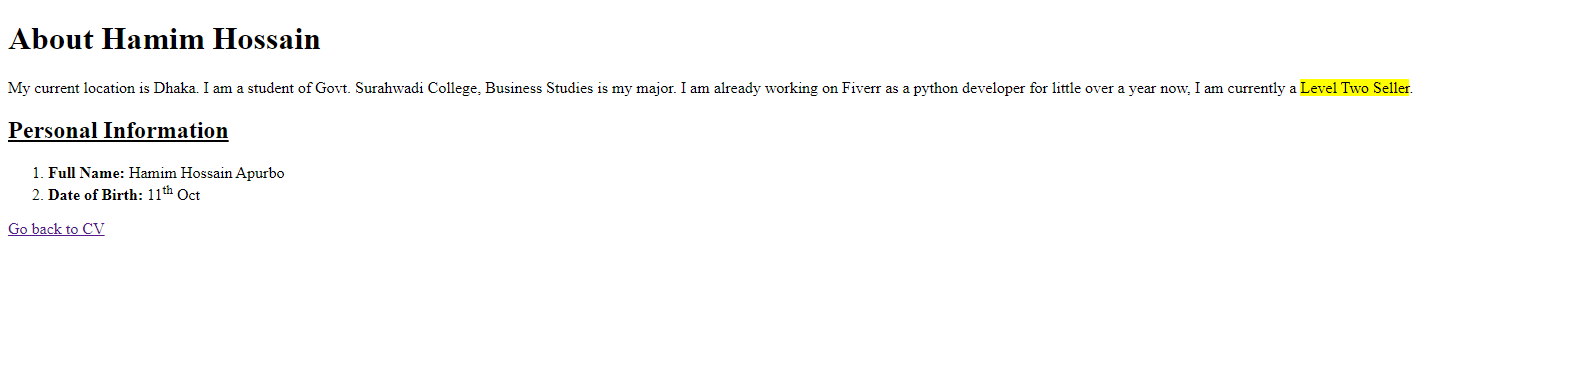 About Hamim Hossain
My current location is Dhaka. I am a student of Govt. Surahwadi College, Business Studies is my major. I am already working on Fiverr as a python developer for little over a year now, I am currently a Level Two Seller.
Personal Information
1. Full Name: Hamim Hossain Apurbo
2. Date of Birth: 11th Oct
Go back to CV